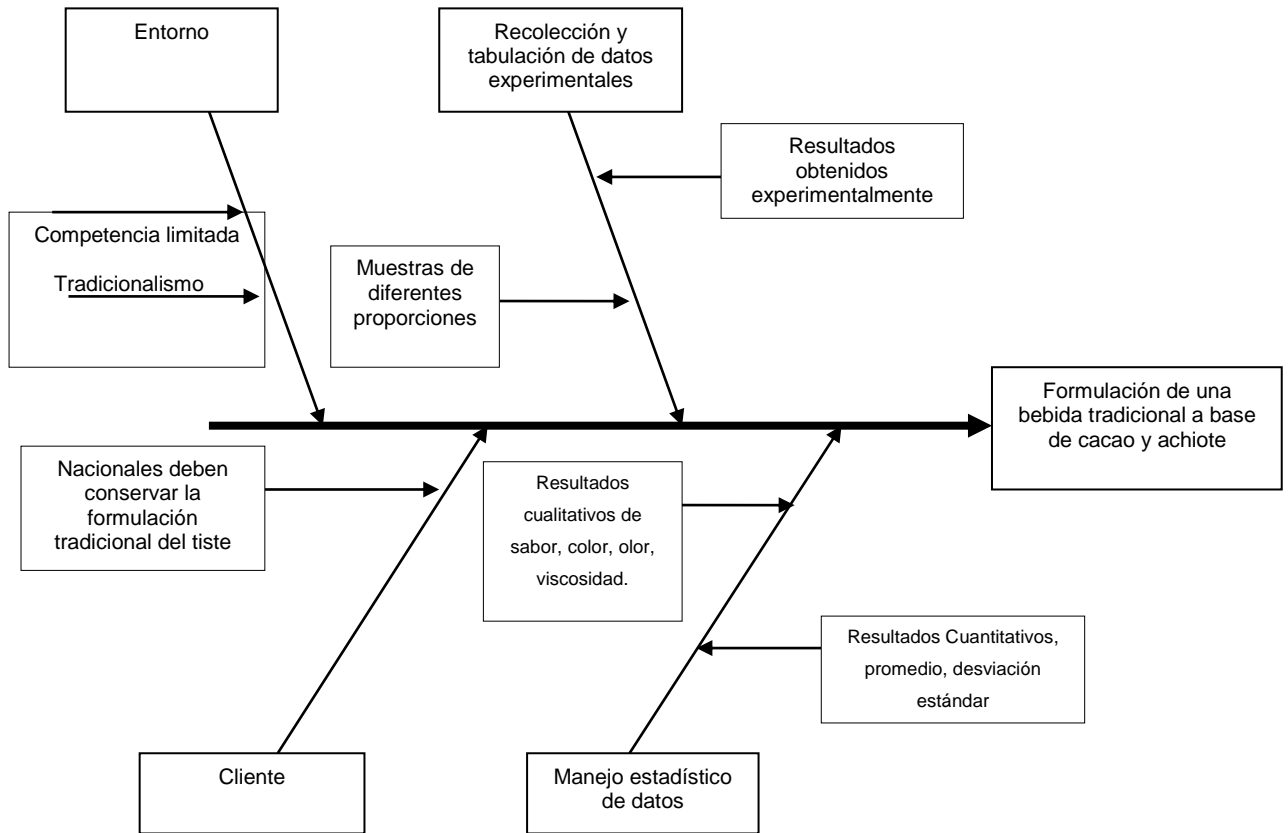 Entorno
Recolección y
tabulación de datos
experimentales
Resultados
obtenidos
experimentalmente
Competencia limitada
Tradicionalismo
Muestras de
diferentes
proporciones
Formulación de una
bebida tradicional a base
de cacao y achiote
Nacionales deben
conservar la
formulación
tradicional del tiste
Resultados
cualitativos de
sabor, color, olor,
viscosidad.
Resultados Cuantitativos,
promedio, desviación
estándar
Cliente
Manejo estadístico
de datos